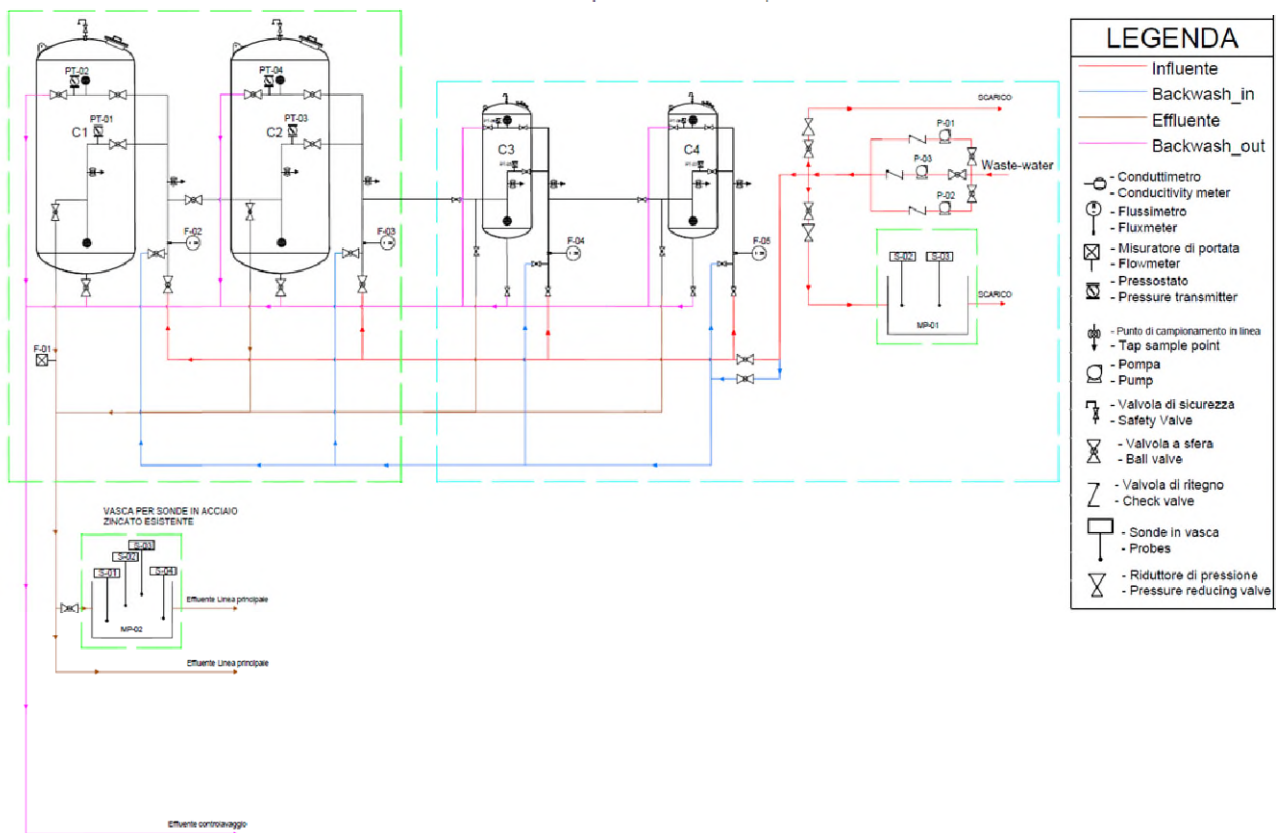 PT-02
PT-04
PT-01
PT-03
C1
C2
C3
C4
F-02
F-03
F-04
F-05
F-01
SCARICO
P-01
P-03
P-02
Waste-water
S-02
S-03
MP-01
SCARICO
VASCA PER SONDE IN ACCIAIO
ZINCATO ESISTENTE
S-03
S-02
S-01
S-04
MP-02
Effluente Linea principale
Effluente Linea principale
Effluente controlavaggio
LEGENDA
Influente
Backwash_in
Effluente
Backwash_out
- Conduttimetro
- Conducitivity meter
- Flussimetro
- Fluxmeter
- Misuratore di portata
- Flowmeter
- Pressostato
- Pressure transmitter
- Punto di campionamento in linea
- Tap sample point
- Pompa
- Pump
- Valvola di sicurezza
- Safety Valve
- Valvola a sfera
- Ball valve
- Valvola di ritegno
- Check valve
- Sonde in vasca
- Probes
- Riduttore di pressione
- Pressure reducing valve